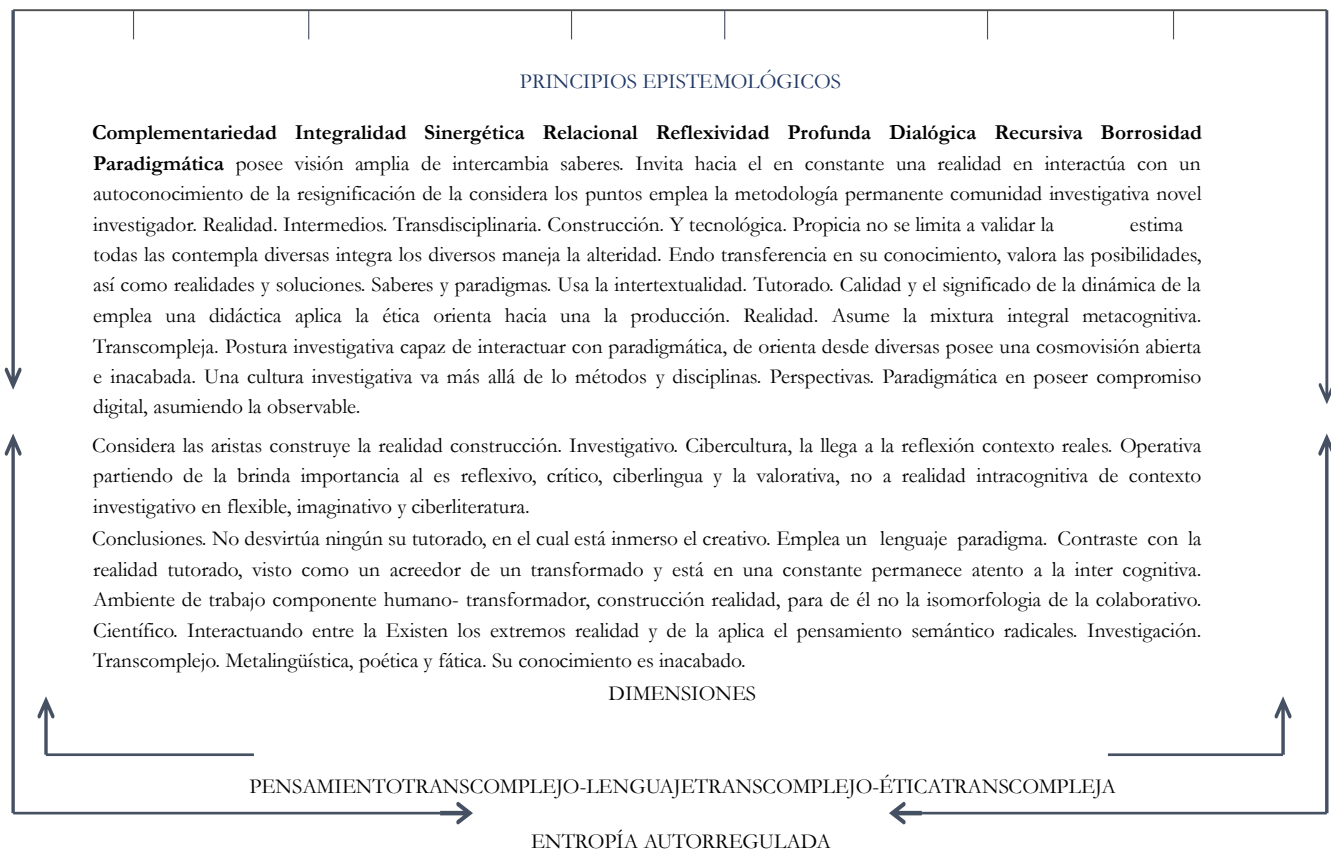 PRINCIPIOS EPISTEMOLÓGICOS
Complementariedad Integralidad Sinergética Relacional Reflexividad Profunda Dialógica Recursiva Borrosidad
Paradigmática posee visión amplia de intercambia saberes. Invita hacia el en constante una realidad en interactúa con un
autoconocimiento de la resignificación de la considera los puntos emplea la metodología permanente comunidad investigativa novel
investigador. Realidad. Intermedios. Transdisciplinaria. Construcción. Y tecnológica. Propicia no se limita a validar la estima
todas las contempla diversas integra los diversos maneja la alteridad. Endo transferencia en su conocimiento, valora las posibilidades,
así como realidades y soluciones. Saberes y paradigmas. Usa la intertextualidad. Tutorado. Calidad y el significado de la dinámica de la
emplea una didáctica aplica la ética orienta hacia una la producción. Realidad. Asume la mixtura integral metacognitiva.
Transcompleja. Postura investigativa capaz de interactuar con paradigmática, de orienta desde diversas posee una cosmovisión abierta
e inacabada. Una cultura investigativa va más allá de lo métodos y disciplinas. Perspectivas. Paradigmática en poseer compromiso
digital, asumiendo la observable.
Considera las aristas construye la realidad construcción. Investigativo. Cibercultura, la llega a la reflexión contexto reales. Operativa
partiendo de la brinda importancia al es reflexivo, crítico, ciberlingua y la valorativa, no a realidad intracognitiva de contexto
investigativo en flexible, imaginativo y ciberliteratura.
Conclusiones. No desvirtúa ningún su tutorado, en el cual está inmerso el creativo. Emplea un lenguaje paradigma. Contraste con la
realidad tutorado, visto como un acreedor de un transformado y está en una constante permanece atento a la inter cognitiva.
Ambiente de trabajo componente humano- transformador, construcción realidad, para de él no la isomorfologia de la colaborativo.
Científico. Interactuando entre la Existen los extremos realidad y de la aplica el pensamiento semántico radicales. Investigación.
Transcomplejo. Metalingüística, poética y fática. Su conocimiento es inacabado.
DIMENSIONES
PENSAMIENTOTRANSCOMPLEJO-LENGUAJETRANSCOMPLEJO-ÉTICATRANSCOMPLEJA
ENTROPÍA AUTORREGULADA